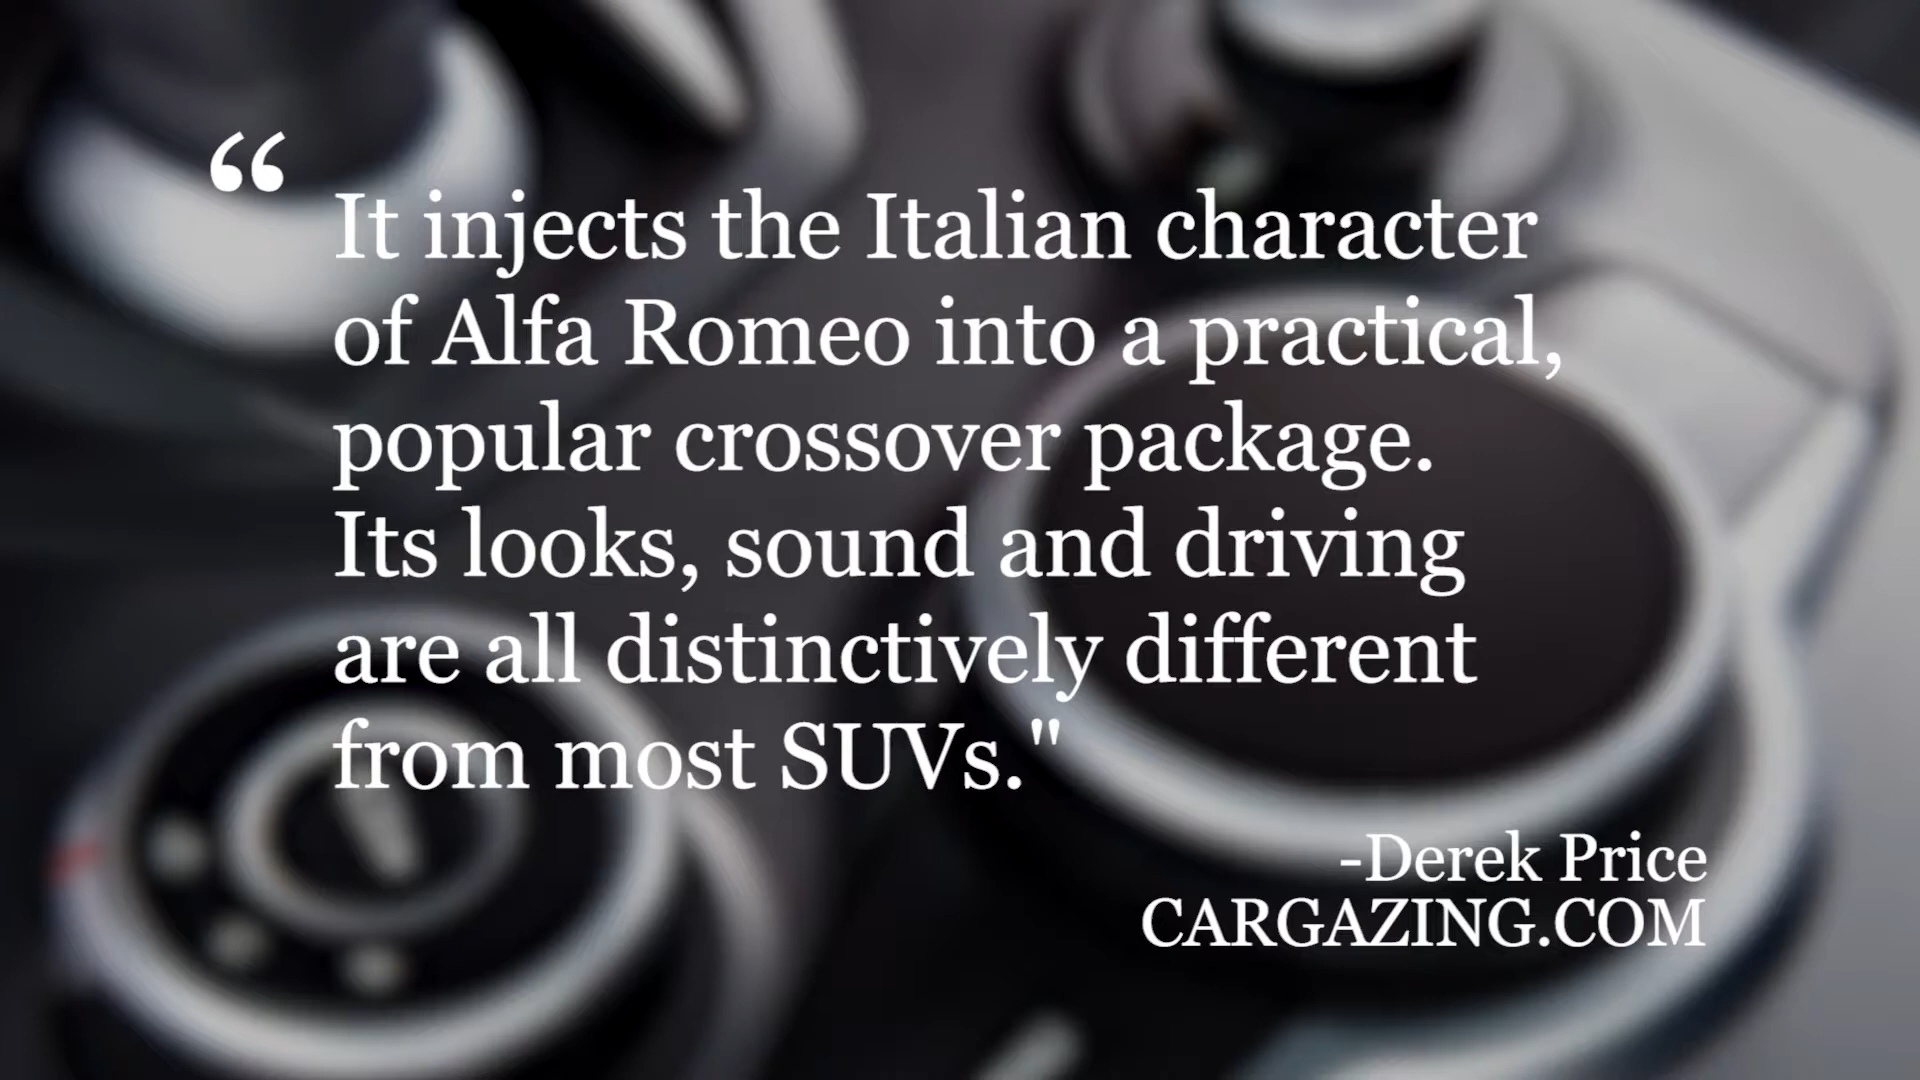 “It injects the Italian character
of Alfa Romeo into a practical,
popular crossover package.
Its looks, sound and driving
are all distinctively different
from most SUVs."
-Derek Price
CARGAZING.COM